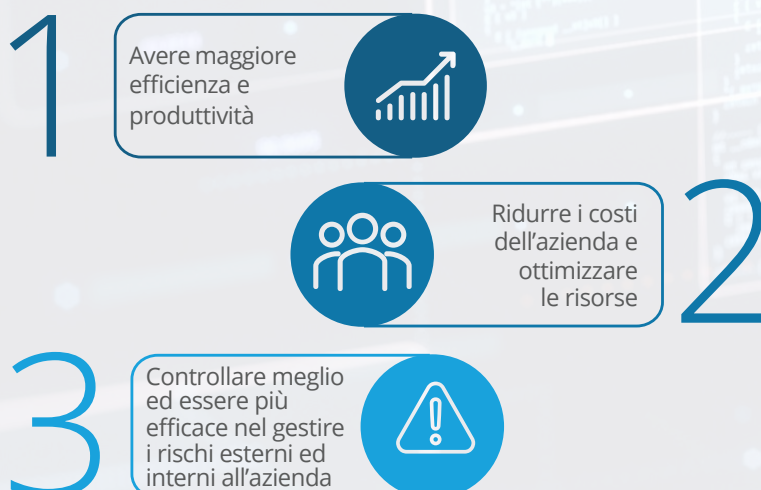 1
Avere maggiore
efficienza e
produttività
Ridurre i costi
dell’azienda e
ottimizzare
le risorse
2
3
Controllare meglio
ed essere più
efficace nel gestire
i rischi esterni ed
interni all’azienda